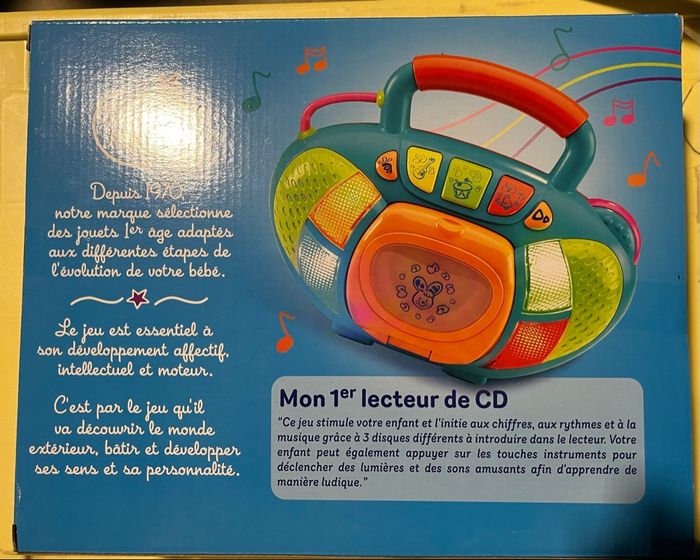 Depuis 1970,
notre marque sélectionne
des jouets 1er âge adaptés
aux différentes étapes de
l'évolution de votre bébé.
Le jeu est essentiel à
son développement affectif,
intellectuel et moteur.
C'est par le jeu qu'il
va découvrir le monde
extérieur, bâtir et développer
ses sens et sa personnalité.
Mon 1er lecteur de CD
"Ce jeu stimule votre enfant et l'initie aux chiffres, aux rythmes et à la
musique grâce à 3 disques différents à introduire dans le lecteur. Votre
enfant peut également appuyer sur les touches instruments pour
déclencher des lumières et des sons amusants afin d'apprendre de
manière ludique."